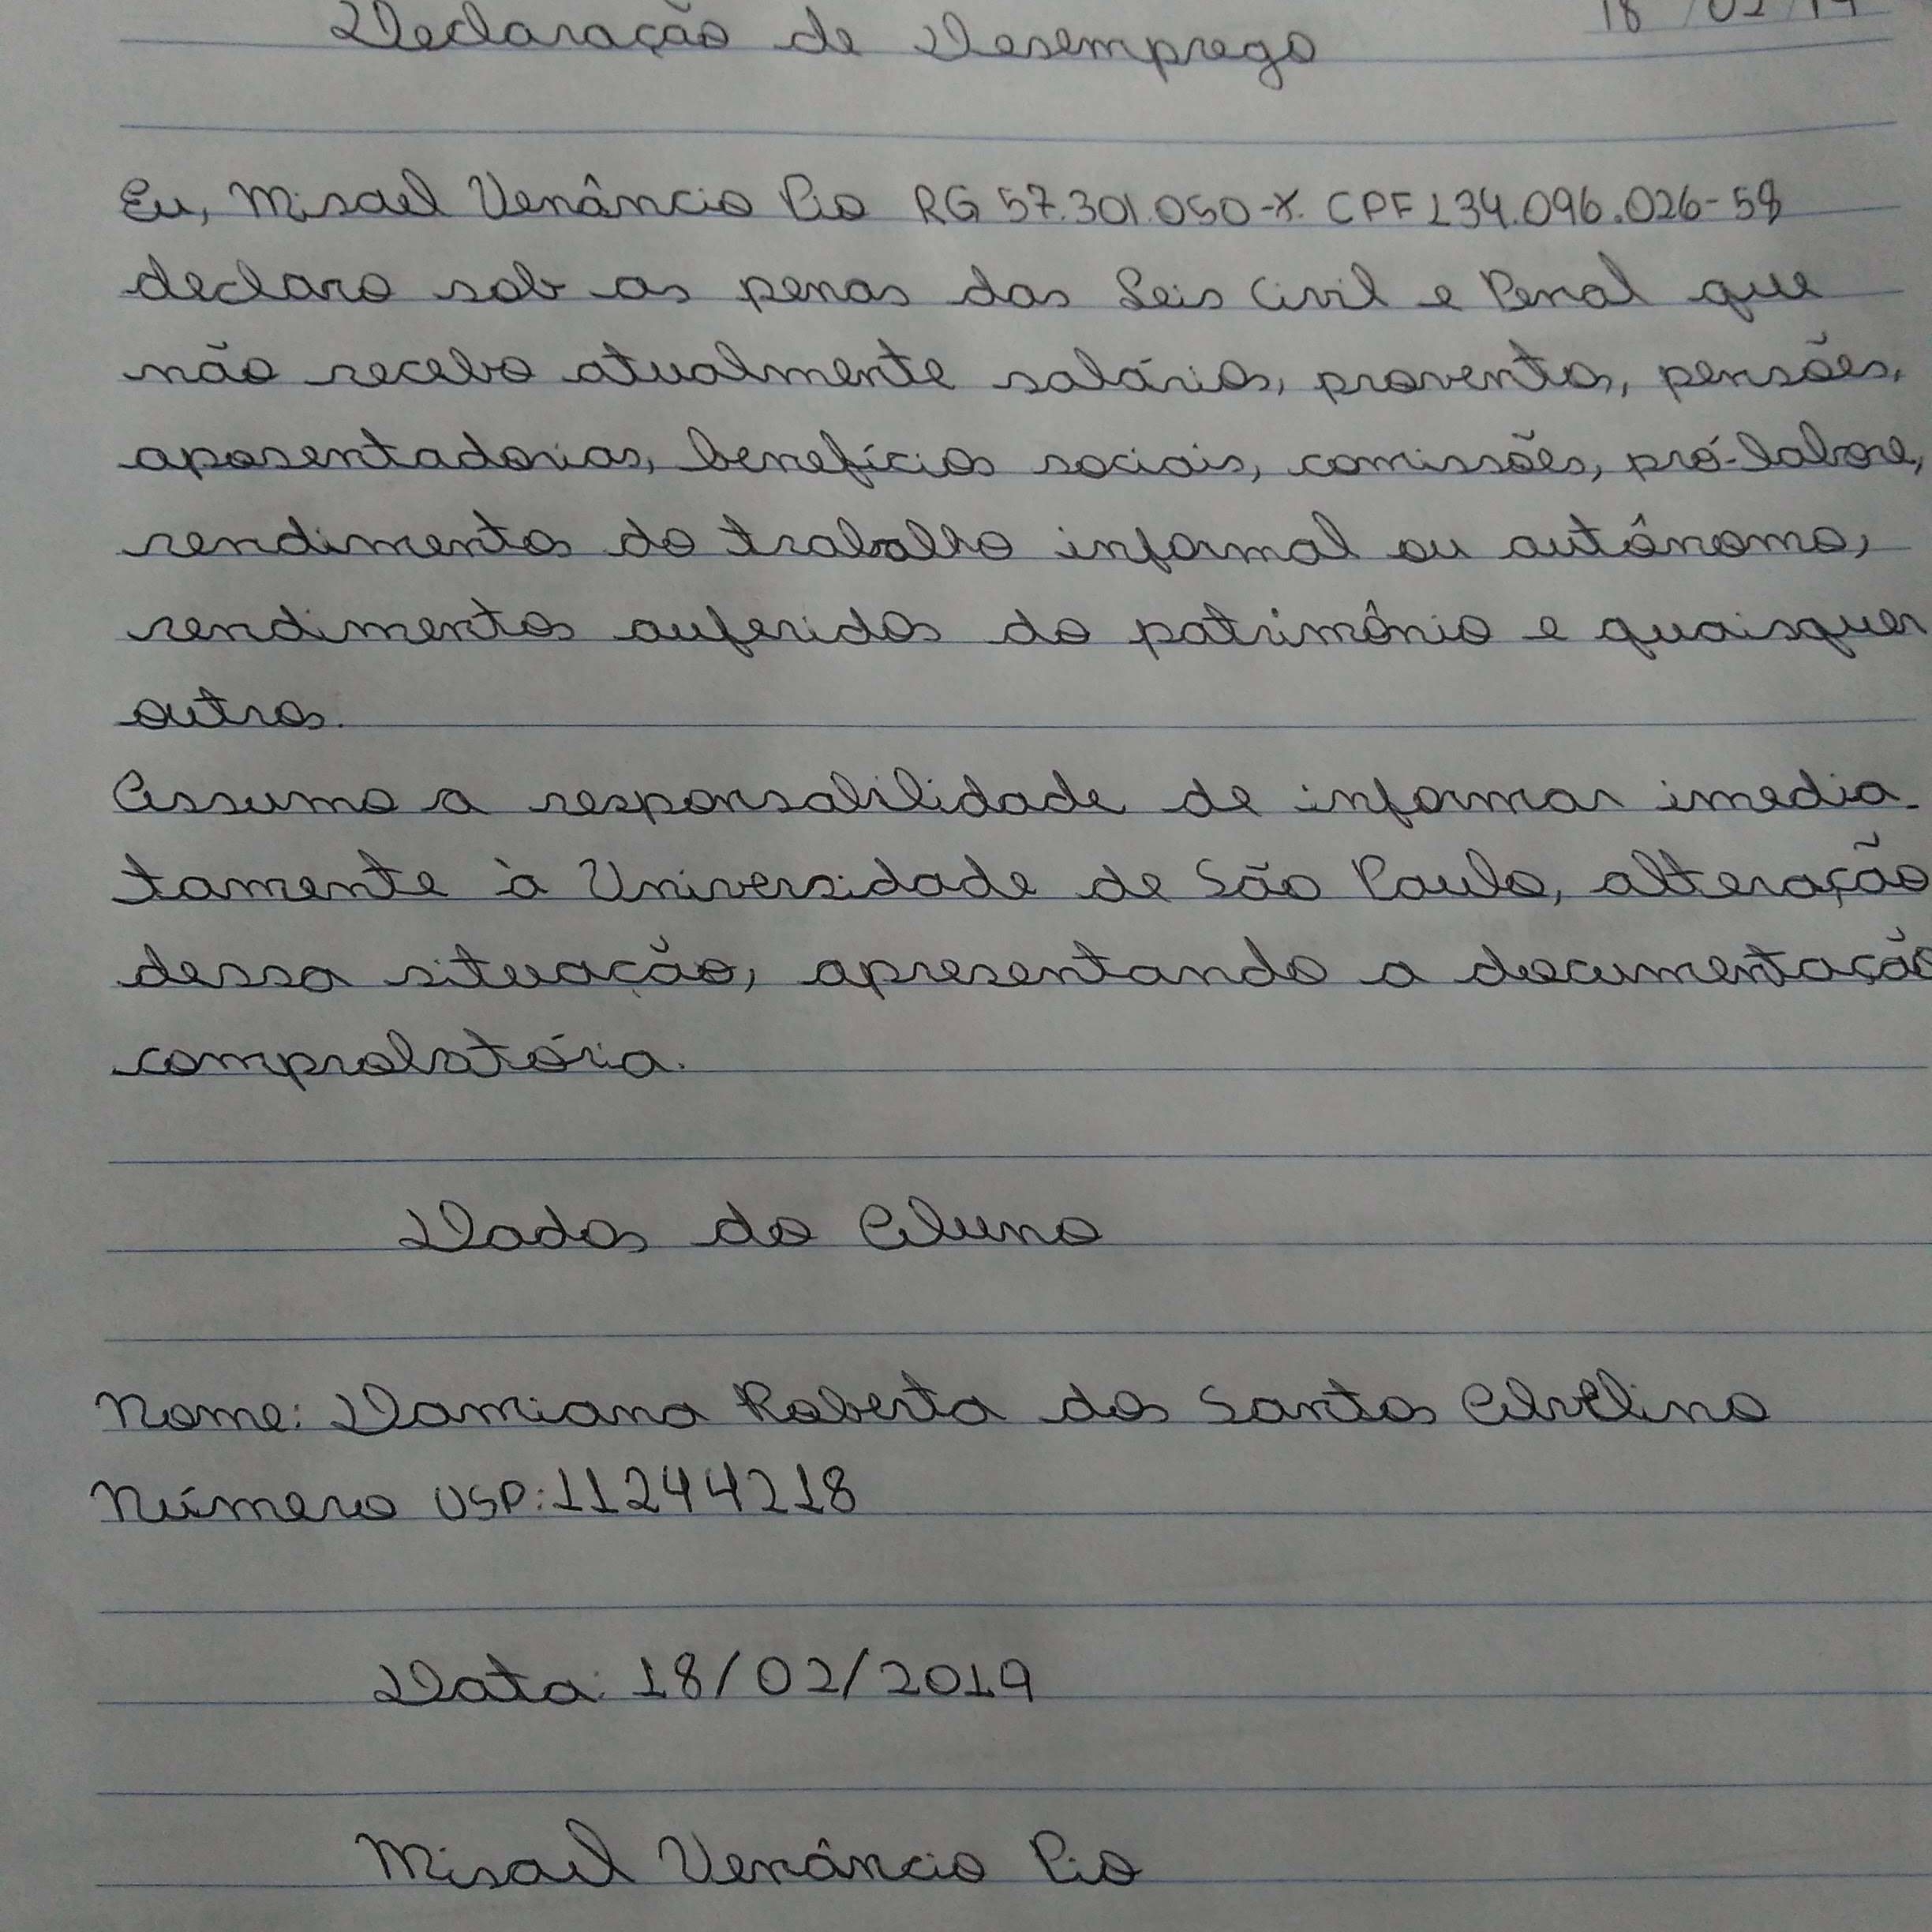 Declaração de Desemprego 18/02/19
Eu, Misael Venâncio Pio RG 57.301.050-X. CPF 134.096.026-58
declaro sob as penas das Leis Civil e Penal que
não recebo atualmente salários, proventos, pensões,
aposentadorias, benefícios sociais, comissões, pró-labore,
rendimentos do trabalho informal ou autônomo,
rendimentos auferidos do patrimônio e quaisquer
outros.
Assumo a responsabilidade de informar imedia-
tamente à Universidade de São Paulo, alteração
dessa situação, apresentando a documentação
comprobatória.
Dados do Aluno
Nome: Damiana Roberta dos Santos Avelino
Número USP: 11244218
Data: 18/02/2019
Misael Venâncio Pio